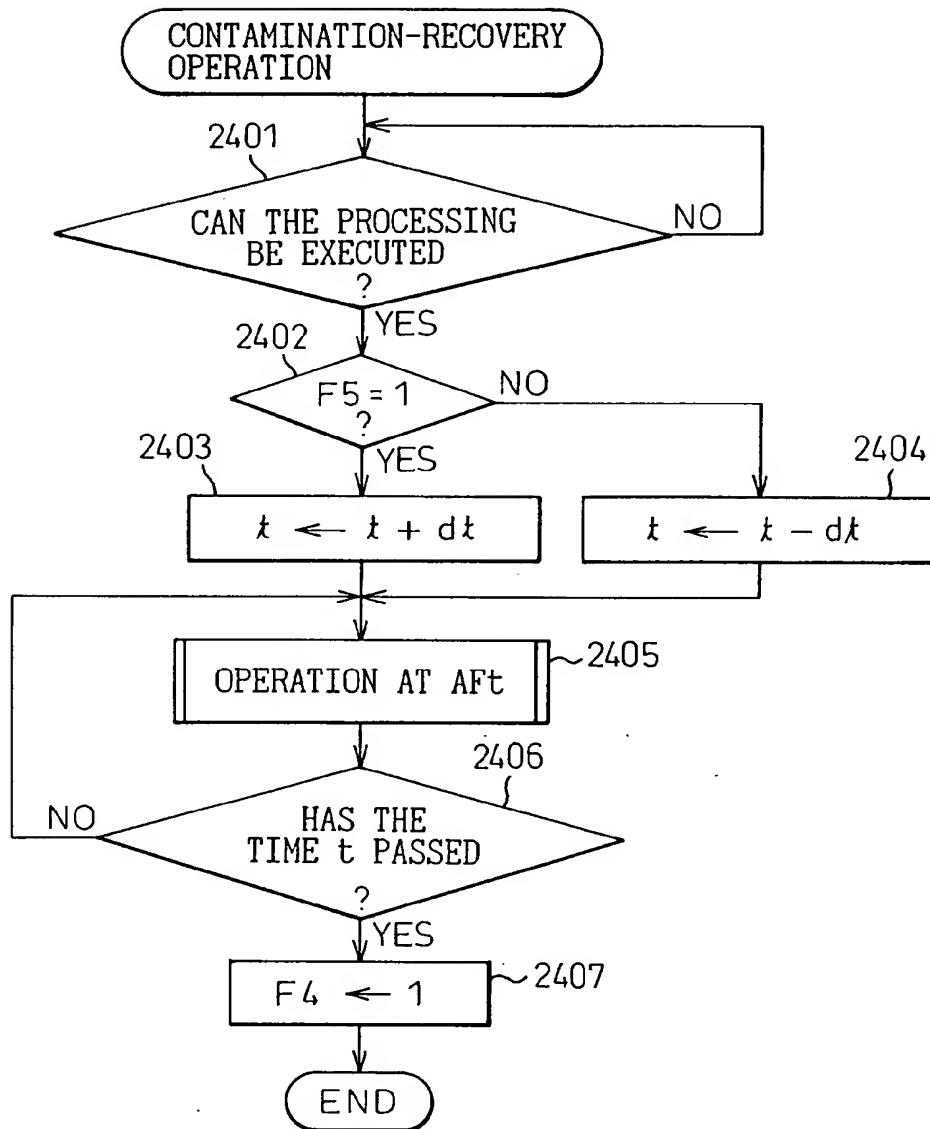 CONTAMINATION-RECOVERY
OPERATION
2401
CAN THE PROCESSING
BE EXECUTED
?
NO
YES
2402
F5=1
?
NO
YES
2403
t ← t + dt
2404
t ← t - dt
OPERATION AT AFt
2405
2406
HAS THE
TIME t PASSED
?
NO
YES
F4 ← 1
2407
END